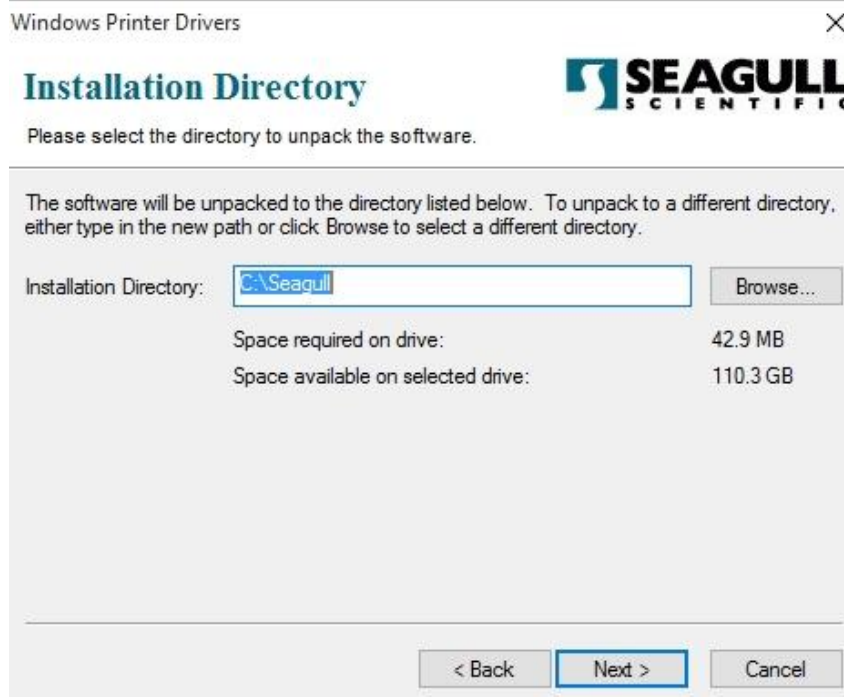 Windows Printer Drivers
Installation Directory
SEAGULL
SCIENTIFIC
Please select the directory to unpack the software.
The software will be unpacked to the directory listed below. To unpack to a different directory,
either type in the new path or click Browse to select a different directory.
Installation Directory: C:\Seagull Browse...
Space required on drive: 42.9 MB
Space available on selected drive: 110.3 GB
< Back Next > Cancel